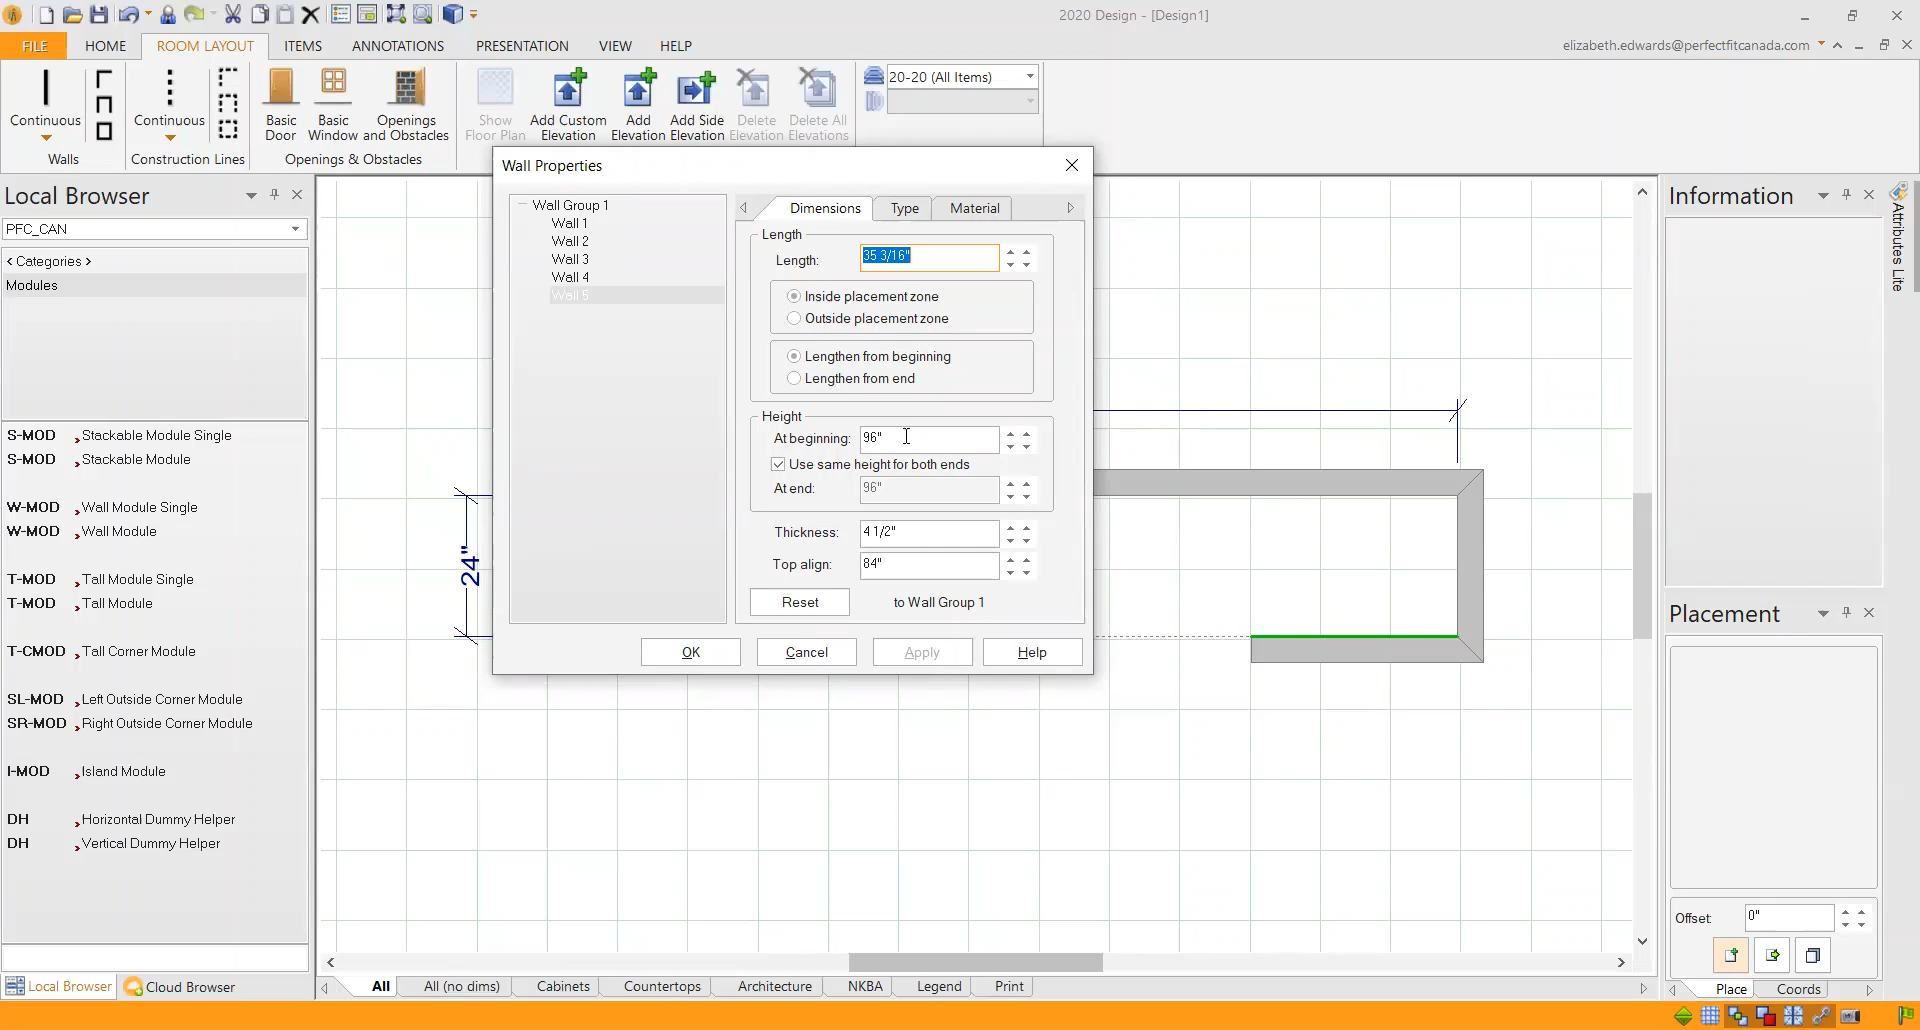 2020 Design - [Design1]
FILE
HOME
ROOM LAYOUT
ITEMS
ANNOTATIONS
PRESENTATION
VIEW
HELP
elizabeth.edwards@perfectfitcanada.com
Continuous
Walls
Continuous
Construction Lines
Basic Door
Basic Window
Openings and Obstacles
Openings & Obstacles
Show Floor Plan
Add Custom Elevation
Add Elevation
Add Side Elevation
Delete Elevation
Delete All Elevations
20-20 (All Items)
Local Browser
PFC_CAN
< Categories >
Modules
S-MOD Stackable Module Single
S-MOD Stackable Module
W-MOD Wall Module Single
W-MOD Wall Module
T-MOD Tall Module Single
T-MOD Tall Module
T-CMOD Tall Corner Module
SL-MOD Left Outside Corner Module
SR-MOD Right Outside Corner Module
I-MOD Island Module
DH Horizontal Dummy Helper
DH Vertical Dummy Helper
Local Browser
Cloud Browser
Wall Properties
Wall Group 1
Wall 1
Wall 2
Wall 3
Wall 4
Wall 5
Dimensions
Type
Material
Length
Length: 35 3/16"
Inside placement zone
Outside placement zone
Lengthen from beginning
Lengthen from end
Height
At beginning: 96"
Use same height for both ends
At end: 96"
Thickness: 4 1/2"
Top align: 84"
Reset
to Wall Group 1
OK
Cancel
Apply
Help
24"
All
All (no dims)
Cabinets
Countertops
Architecture
NKBA
Legend
Print
Information
Attributes Lite
Placement
Offset: 0"
Place
Coords